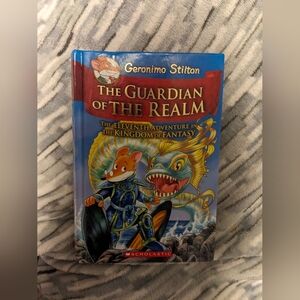 Geronimo Stilton
THE GUARDIAN
OF THE REALM
THE ELEVENTH ADVENTURE IN
THE KINGDOM OF FANTASY
SCHOLASTIC